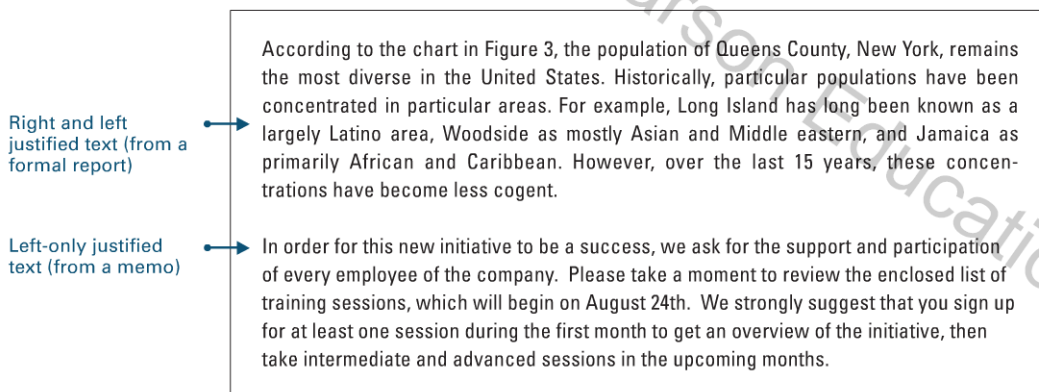 According to the chart in Figure 3, the population of Queens County, New York, remains
the most diverse in the United States. Historically, particular populations have been
concentrated in particular areas. For example, Long Island has long been known as a
largely Latino area, Woodside as mostly Asian and Middle eastern, and Jamaica as
primarily African and Caribbean. However, over the last 15 years, these concen-
trations have become less cogent.
Right and left
justified text (from a
formal report)
In order for this new initiative to be a success, we ask for the support and participation
of every employee of the company.  Please take a moment to review the enclosed list of
training sessions, which will begin on August 24th.  We strongly suggest that you sign up
for at least one session during the first month to get an overview of the initiative, then
take intermediate and advanced sessions in the upcoming months.
Left-only justified
text (from a memo)